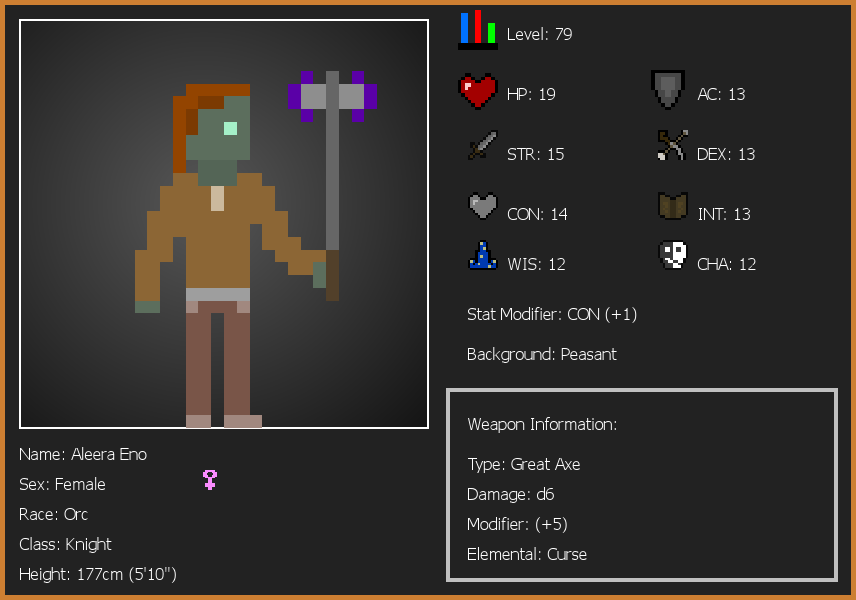 Level: 79
HP: 19
AC: 13
STR: 15
DEX: 13
CON: 14
INT: 13
WIS: 12
CHA: 12
Stat Modifier: CON (+1)
Background: Peasant
Weapon Information:
Type: Great Axe
Damage: d6
Modifier: (+5)
Elemental: Curse
Name: Aleera Eno
Sex: Female
Race: Orc
Class: Knight
Height: 177cm (5'10")